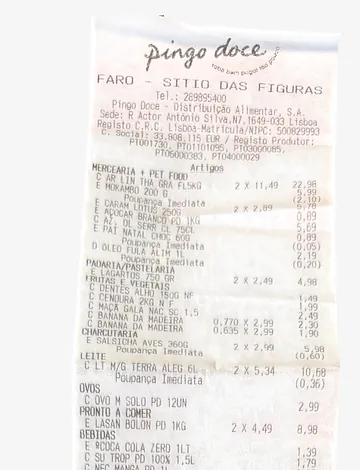 pingo doce
sabe bem pagar tão pouco
FARO - SITIO DAS FIGURAS
Tel.: 289895400
Pingo Doce - Distribuição Alimentar, S.A.
Sede: R Actor António Silva,N7,1649-033 Lisboa
Registo C.R.C. Lisboa-Matrícula/NIPC: 500829993
C. Social: 33.808.115 EUR / Registo Produtor:
PT001730, PT01101095, PT03000085,
PT05000383, PT04000029
Artigos
MERCEARIA + PET FOOD
C AR LIN THA GRA FL5KG 2 X 11,49 22,98
E MOKAMBO 200 G 5,99
Poupança Imediata (2,10)
E CARAM LOTUS 250G 2 X 2,89 5,78
E AÇUCAR BRANCO PD 1KG 0,89
C AZ. OL SERR CL 75CL 5,69
E PAI NATAL CHOC 60G 0,89
Poupança Imediata (0,05)
D OLEO FULA ALIM 1L 2,19
Poupança Imediata (0,20)
PADARIA/PASTELARIA
E LAGARTOS 750 GR 2 X 2,49 4,98
FRUTAS E VEGETAIS
C DENTES ALHO 150G NF 1,49
C CENOURA 2KG N F 1,99
C MAÇA GALA NAC SC 1,5 2,49
C BANANA DA MADEIRA 0,770 X 2,99 2,30
C BANANA DA MADEIRA 0,635 X 2,99 1,90
CHARCUTARIA
E SALSICHA AVES 360G 2 X 2,99 5,98
Poupança Imediata (0,60)
LEITE
C LT M/G TERRA ALEG 6L 2 X 5,34 10,68
Poupança Imediata (0,36)
OVOS
C OVO M SOLO PD 12UN 2,99
PRONTO A COMER
E LASAN BOLON PD 1KG 2 X 4,49 8,98
BEBIDAS
E RCOCA COLA ZERO 1LT 1,39
C SU TROP PD 100% 1,5L 1,79
C NEC MANGA PD 1L